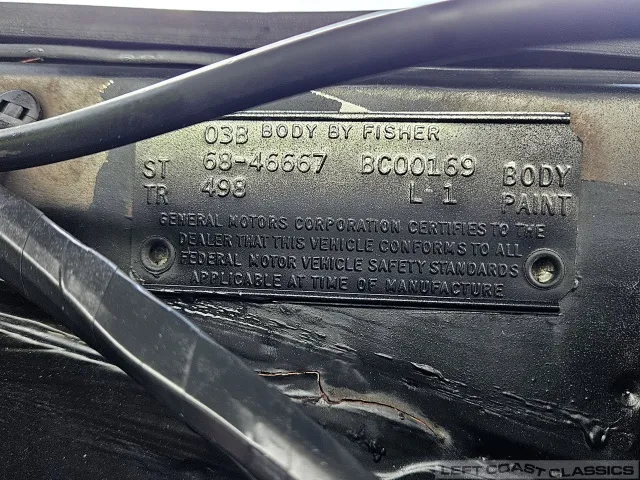 03B BODY BY FISHER
ST 68-46667 BC00169 BODY
TR 498 L-1 PAINT
GENERAL MOTORS CORPORATION CERTIFIES TO THE
DEALER THAT THIS VEHICLE CONFORMS TO ALL
FEDERAL MOTOR VEHICLE SAFETY STANDARDS
APPLICABLE AT TIME OF MANUFACTURE
LEFT COAST CLASSICS